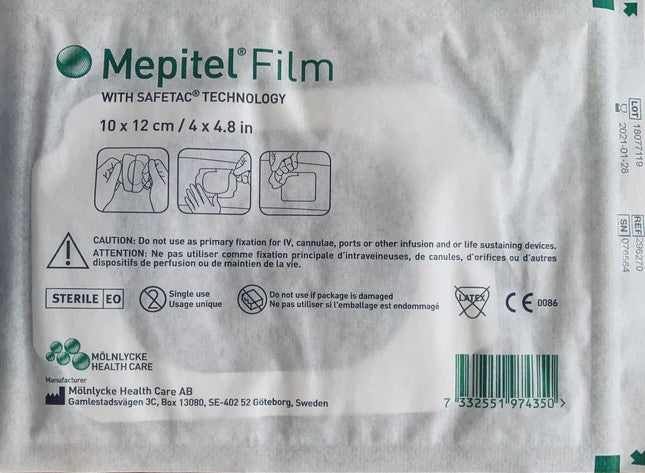 Mepitel® Film
WITH SAFETAC® TECHNOLOGY
10 x 12 cm / 4 x 4.8 in
CAUTION: Do not use as primary fixation for IV, cannulae, ports or other infusion and or life sustaining devices.
ATTENTION: Ne pas utiliser comme fixation principale d'intraveineuses, de canules, d'orifices ou d'autres
dispositifs de perfusion ou de maintien de la vie.
STERILE EO
Single use
Usage unique
Do not use if package is damaged
Ne pas utiliser si l'emballage est endommagé
LATEX
CE 0086
MÖLNLYCKE
HEALTH CARE
Manufacturer
Mölnlycke Health Care AB
Gamlestadsvägen 3C, Box 13080, SE-402 52 Göteborg, Sweden
7 332551 974350 >
LOT 18077119
2021-01-28
REF 296270
SN 076564